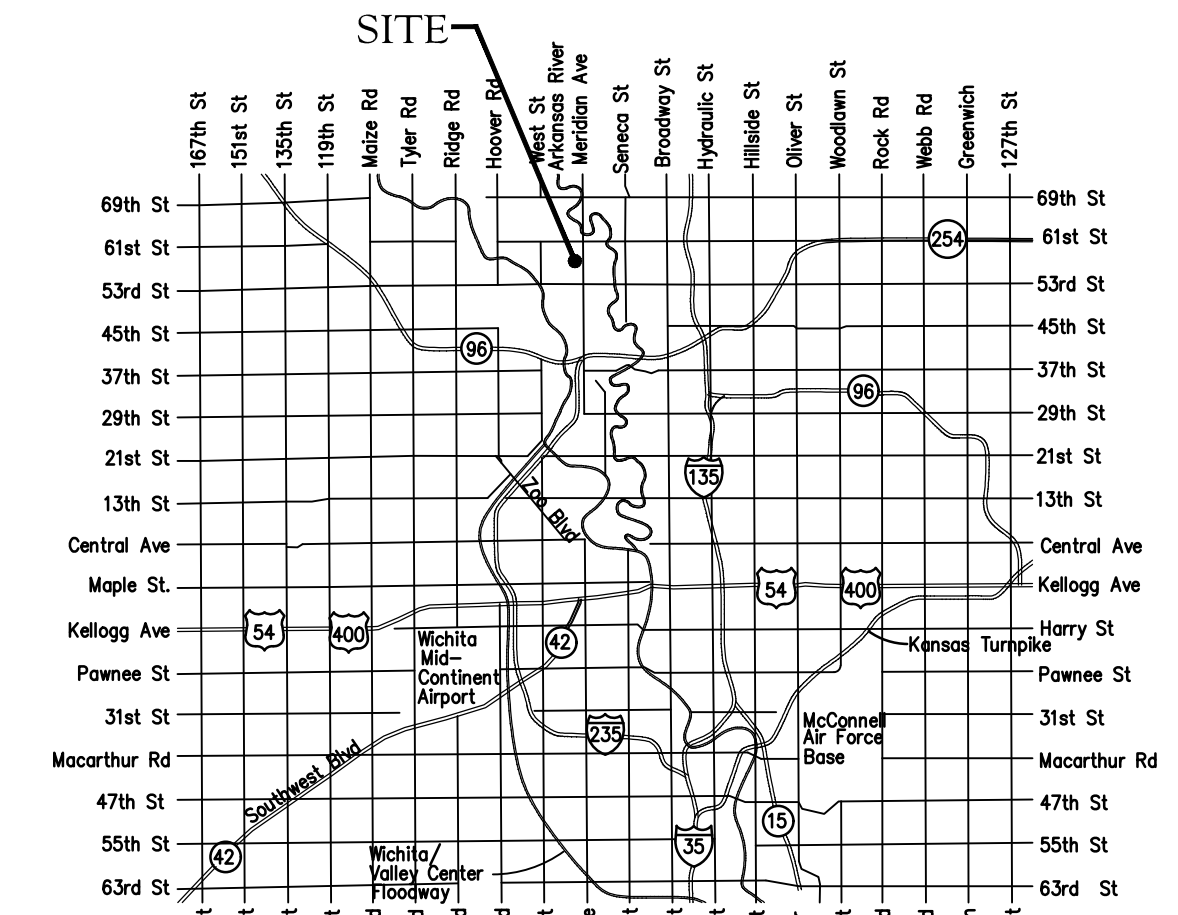 SITE
167th St
151st St
135th St
119th St
Maize Rd
Tyler Rd
Ridge Rd
Hoover Rd
West St
Arkansas River
Meridian Ave
Seneca St
Broadway St
Hydraulic St
Hillside St
Oliver St
Woodlawn St
Rock Rd
Webb Rd
Greenwich
127th St
69th St
69th St
61st St
254
61st St
53rd St
53rd St
45th St
45th St
96
37th St
37th St
96
29th St
29th St
21st St
21st St
135
13th St
13th St
Zoo Blvd
Central Ave
Central Ave
Maple St.
54
400
Kellogg Ave
Kellogg Ave
54
400
Harry St
Wichita
Mid-
Continent
Airport
42
Kansas Turnpike
Pawnee St
Pawnee St
31st St
31st St
McConnell
Air Force
Base
235
Macarthur Rd
Macarthur Rd
Southwest Blvd
47th St
47th St
15
55th St
55th St
42
35
Wichita/
Valley Center
Floodway
63rd St
63rd St